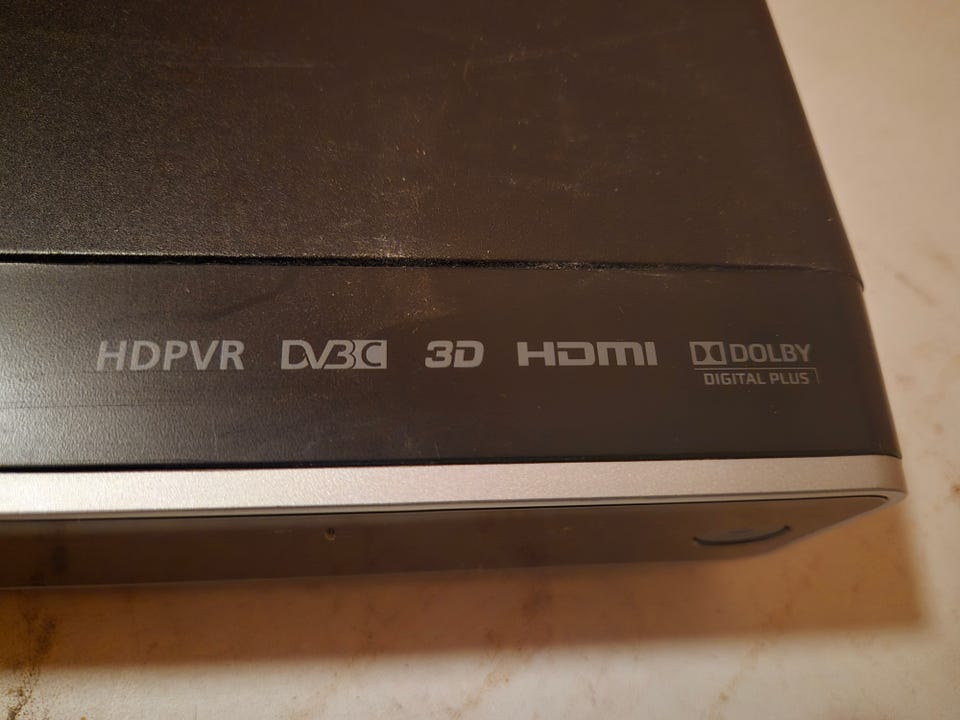 HDPVR DVB C 3D HDMI DOLBY
DIGITAL PLUS